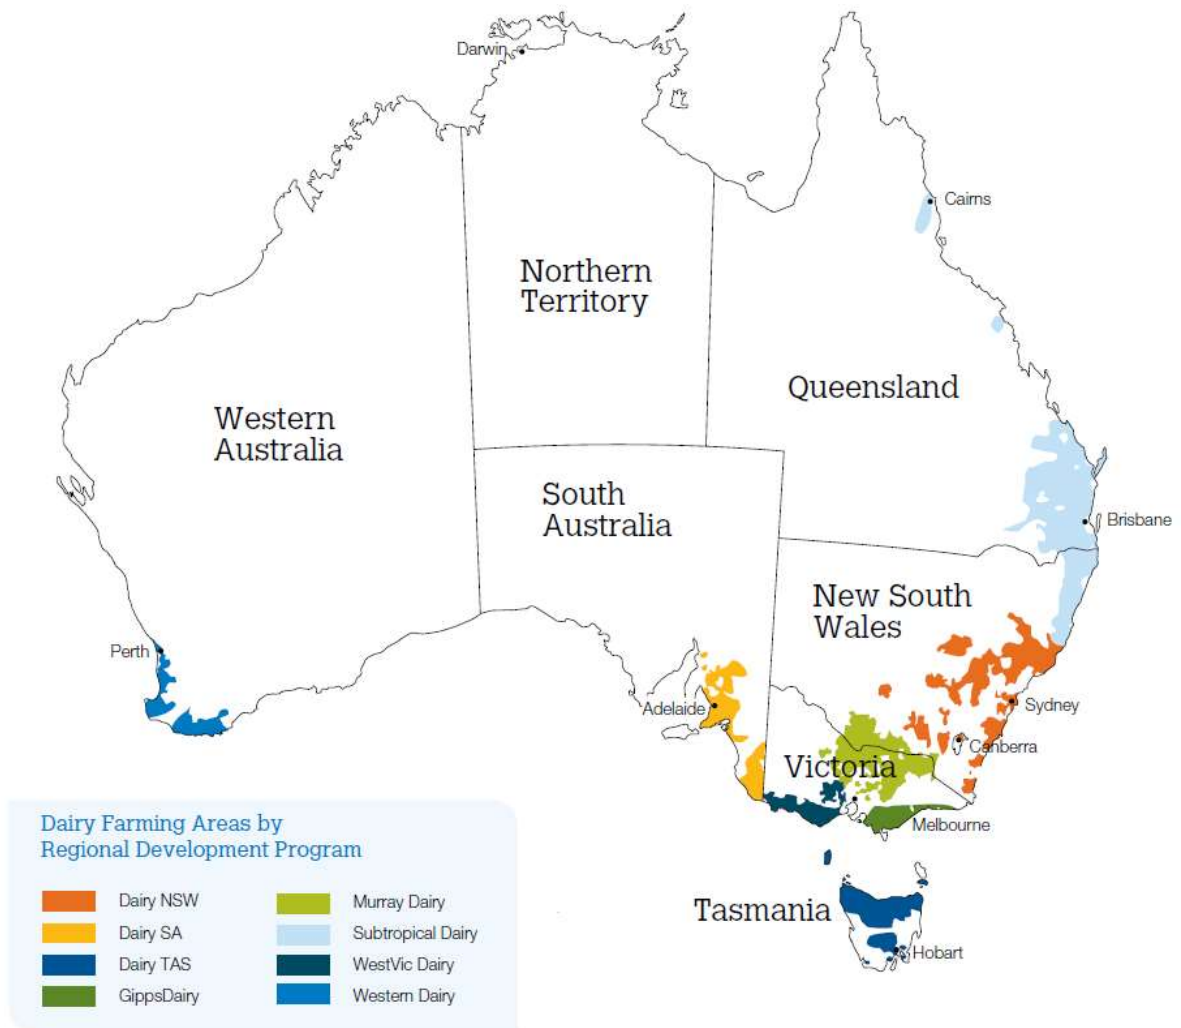 Darwin
Cairns
Northern
Territory
Queensland
Western
Australia
South
Australia
Brisbane
New South
Wales
Perth
Adelaide
Sydney
Canberra
Victoria
Melbourne
Dairy Farming Areas by
Regional Development Program
Dairy NSW
Dairy SA
Dairy TAS
GippsDairy
Murray Dairy
Subtropical Dairy
WestVic Dairy
Western Dairy
Tasmania
Hobart